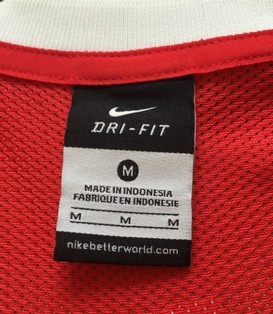 DRI-FIT
M
MADE IN INDONESIA
FABRIQUE EN INDONESIE
M M M
nikebetterworld.com